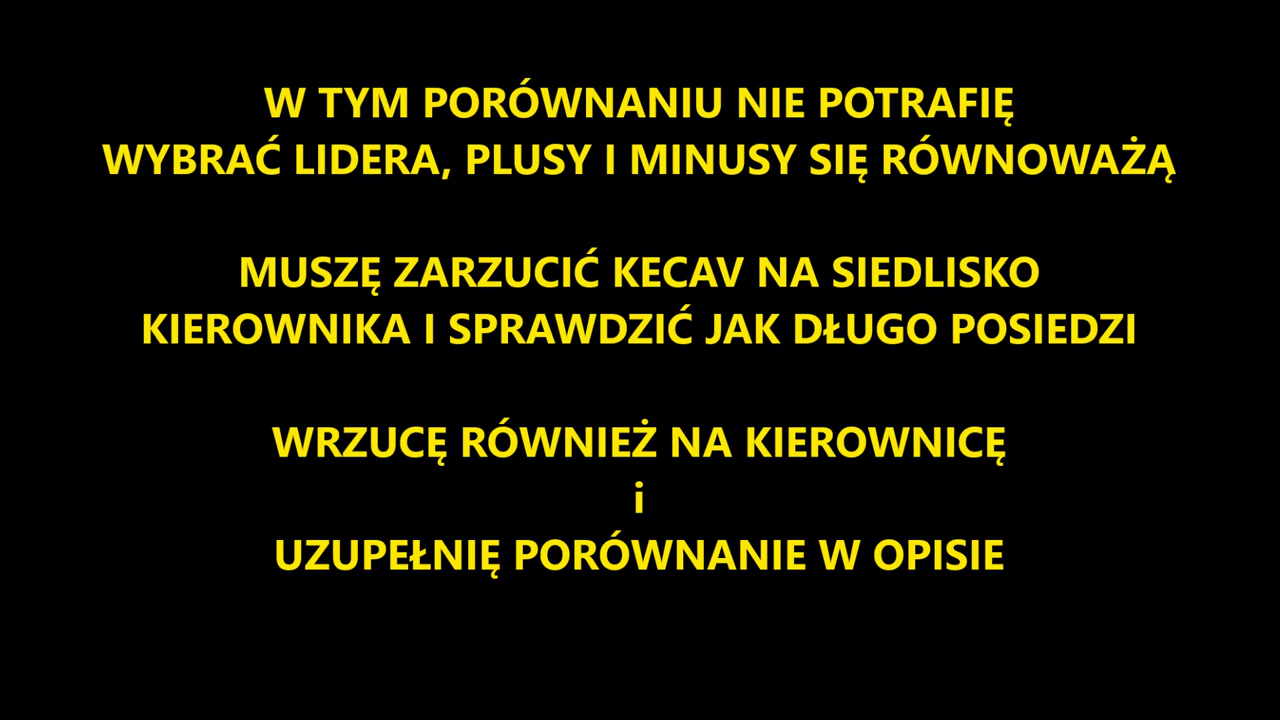 W TYM PORÓWNANIU NIE POTRAFIĘ
WYBRAĆ LIDERA, PLUSY I MINUSY SIĘ RÓWNOWAŻĄ
MUSZĘ ZARZUCIĆ KECAV NA SIEDLISKO
KIEROWNIKA I SPRAWDZIĆ JAK DŁUGO POSIEDZI
WRZUCĘ RÓWNIEŻ NA KIEROWNICĘ
i
UZUPEŁNIĘ PORÓWNANIE W OPISIE